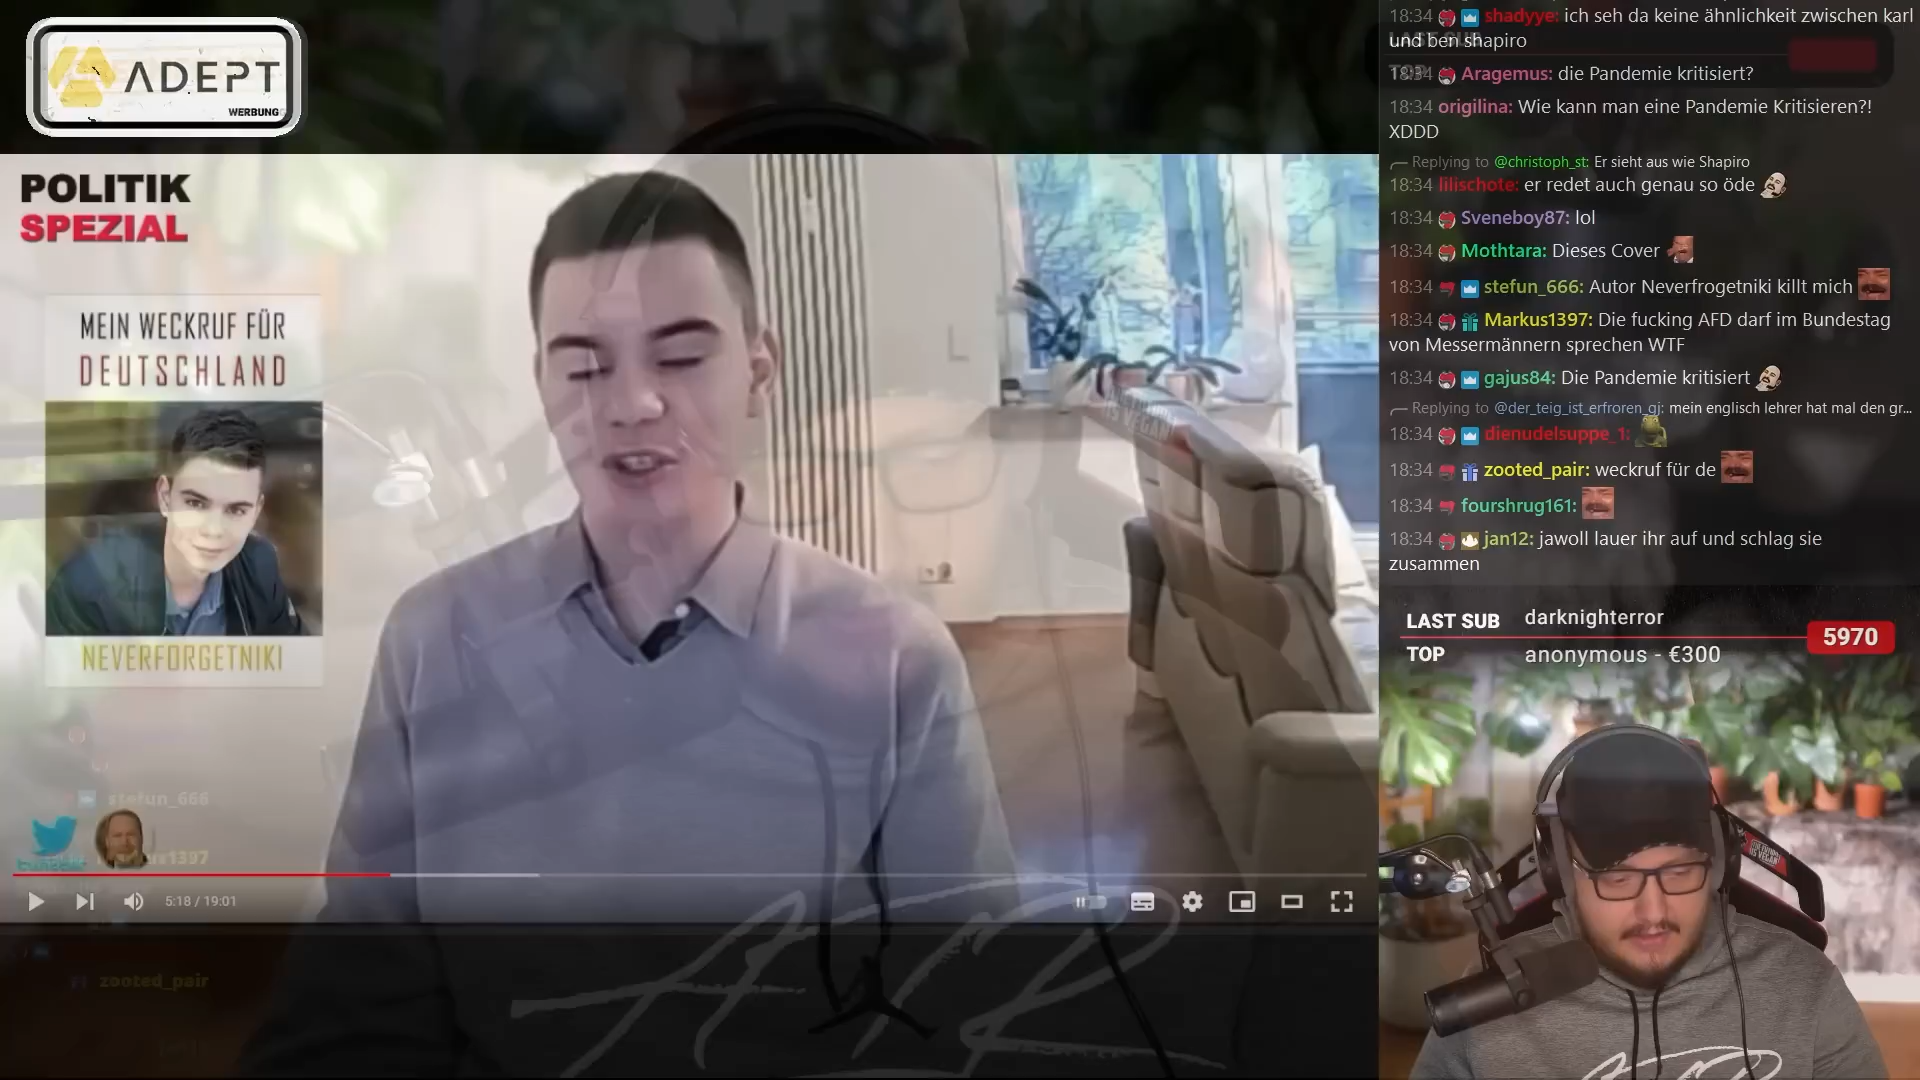 ADEPT
WERBUNG
POLITIK
SPEZIAL
MEIN WECKRUF FÜR
DEUTSCHLAND
NEVERFORGETNIKI
stefun_666
zooted_pair
5:18 / 19:01
18:34 shadyye: ich seh da keine ähnlichkeit zwischen karl
und ben shapiro
18:34 Aragemus: die Pandemie kritisiert?
18:34 origilina: Wie kann man eine Pandemie Kritisieren?!
XDDD
Replying to @christoph_st: Er sieht aus wie Shapiro
18:34 lilischote: er redet auch genau so öde
18:34 Sveneboy87: lol
18:34 Mothtara: Dieses Cover
18:34 stefun_666: Autor Neverfrogetniki killt mich
18:34 Markus1397: Die fucking AFD darf im Bundestag
von Messermännern sprechen WTF
18:34 gajus84: Die Pandemie kritisiert
Replying to @der_teig_ist_erfroren_gj: mein englisch lehrer hat mal den gr...
18:34 dienudelsuppe_1:
18:34 zooted_pair: weckruf für de
18:34 fourshrug161:
18:34 jan12: jawoll lauer ihr auf und schlag sie
zusammen
LAST SUB darknighterror
5970
TOP anonymous - €300